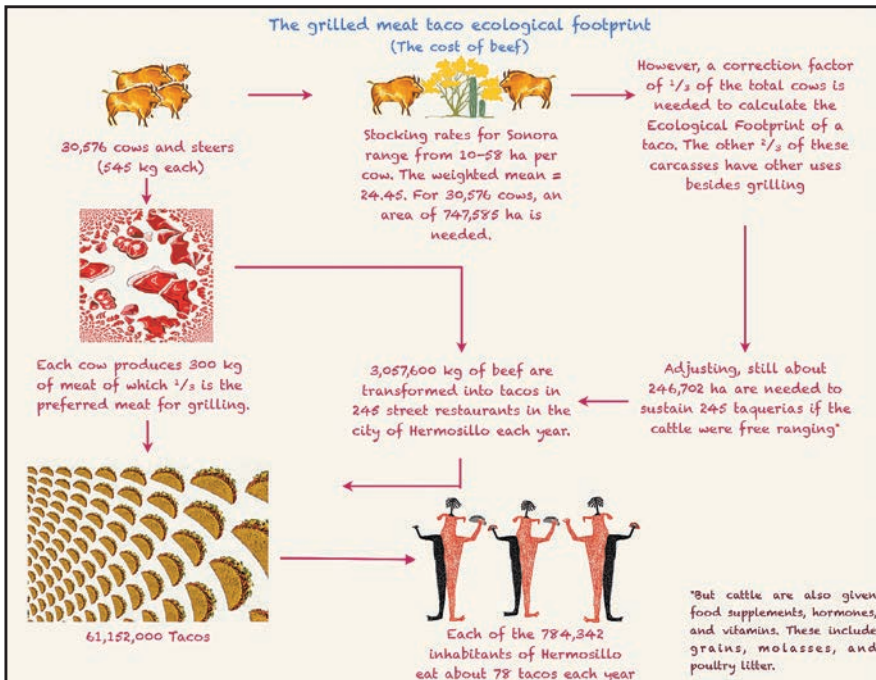 The grilled meat taco ecological footprint
(The cost of beef)
30,576 cows and steers
(545 kg each)
Stocking rates for Sonora
range from 10-58 ha per
cow. The weighted mean =
24.45. For 30,576 cows, an
area of 747,585 ha is
needed.
However, a correction factor
of 1/3 of the total cows is
needed to calculate the
Ecological Footprint of a
taco. The other 2/3 of these
carcasses have other uses
besides grilling
Each cow produces 300 kg
of meat of which 1/3 is the
preferred meat for grilling.
3,057,600 kg of beef are
transformed into tacos in
245 street restaurants in the
city of Hermosillo each year.
Adjusting, still about
246,702 ha are needed to
sustain 245 taquerias if the
cattle were free ranging*
61,152,000 Tacos
Each of the 784,342
inhabitants of Hermosillo
eat about 78 tacos each year
*But cattle are also given
food supplements, hormones,
and vitamins. These include
grains, molasses, and
poultry litter.